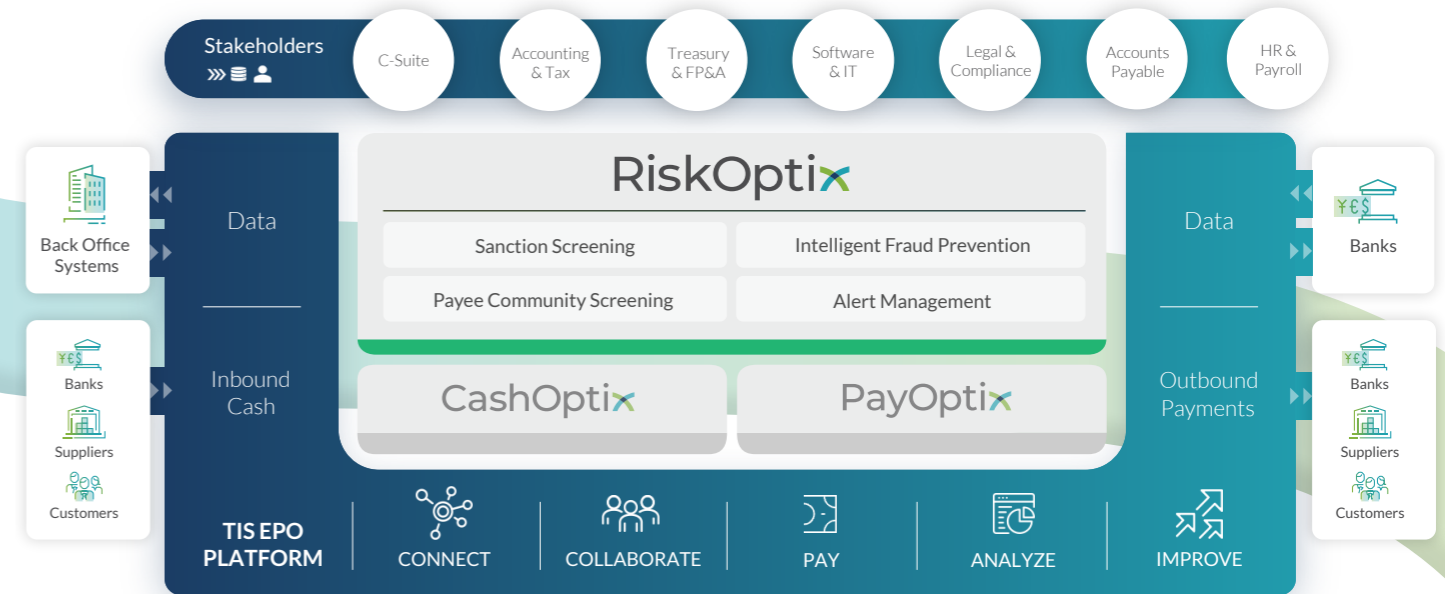 Stakeholders
C-Suite
Accounting
& Tax
Treasury
& FP&A
Software
& IT
Legal &
Compliance
Accounts
Payable
HR &
Payroll
Back Office
Systems
Data
RiskOptix
Sanction Screening
Intelligent Fraud Prevention
Payee Community Screening
Alert Management
Data
¥€$
Banks
¥€$
Banks
Suppliers
Customers
Inbound
Cash
CashOptix
PayOptix
Outbound
Payments
¥€$
Banks
Suppliers
Customers
TIS EPO
PLATFORM
CONNECT
COLLABORATE
PAY
ANALYZE
IMPROVE